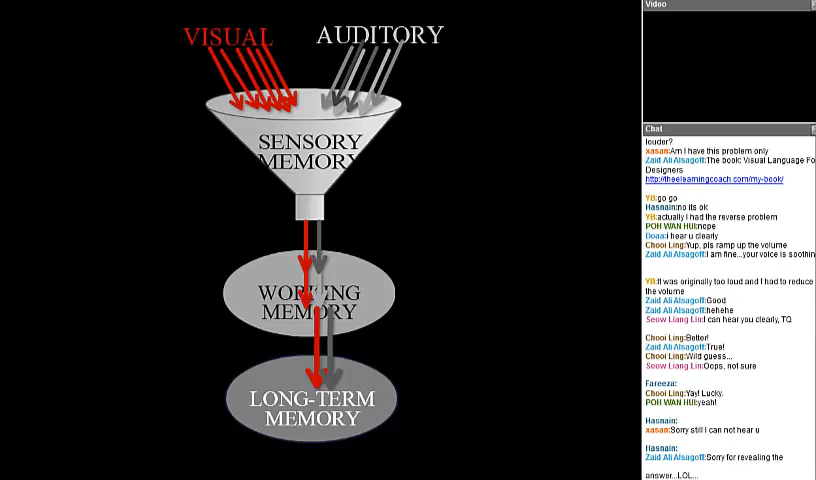 VISUAL
AUDITORY
SENSORY
MEMORY
WORKING
MEMORY
LONG-TERM
MEMORY
Video
Chat
louder?
xasan:Am I have this problem only
Zaid Ali Alsagoff:The book: Visual Language Fo
Designers
http://theelearningcoach.com/my-book/
YB:go go
Hasnain:no its ok
YB:actually I had the reverse problem
POH WAN HUI:nope
Doaa:i hear u clearly
Chooi Ling:Yup, pls ramp up the volume
Zaid Ali Alsagoff:I am fine...your voice is soothin
YB:It was originally too loud and I had to reduce
the volume
Zaid Ali Alsagoff:Good
Zaid Ali Alsagoff:hehehe
Seow Liang Lin:I can hear you clearly, TQ
Chooi Ling:Better!
Zaid Ali Alsagoff:True!
Chooi Ling:Wild guess...
Seow Liang Lin:Oops, not sure
Fareeza:
Chooi Ling:Yay! Lucky.
POH WAN HUI:yeah!
Hasnain:
xasan:Sorry still I can not hear u
Hasnain:
Zaid Ali Alsagoff:Sorry for revealing the
answer...LOL...